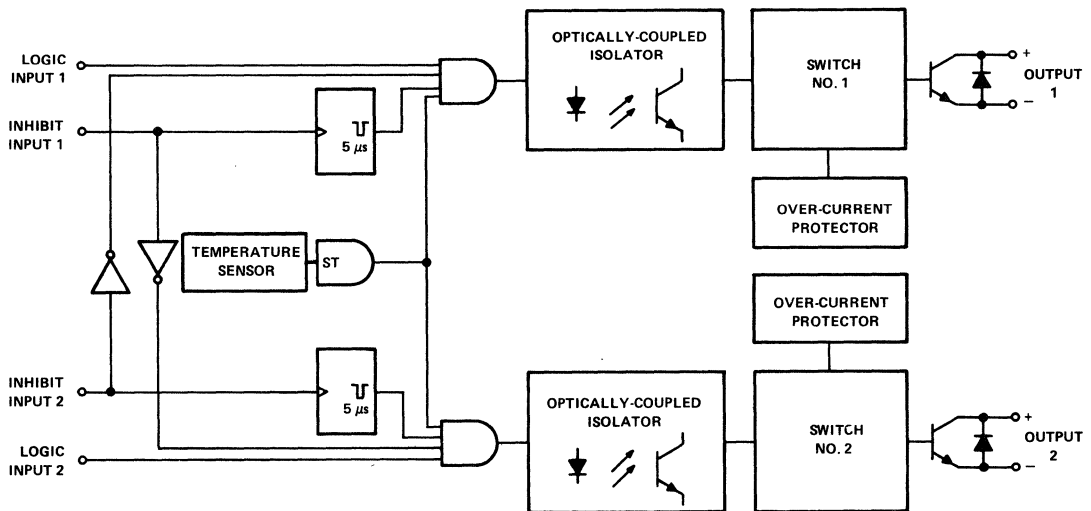 LOGIC
INPUT 1
INHIBIT
INPUT 1
5 μs
TEMPERATURE
SENSOR
ST
INHIBIT
INPUT 2
5 μs
LOGIC
INPUT 2
OPTICALLY-COUPLED
ISOLATOR
SWITCH
NO. 1
+
OUTPUT
1
−
OVER-CURRENT
PROTECTOR
OVER-CURRENT
PROTECTOR
OPTICALLY-COUPLED
ISOLATOR
SWITCH
NO. 2
+
OUTPUT
2
−